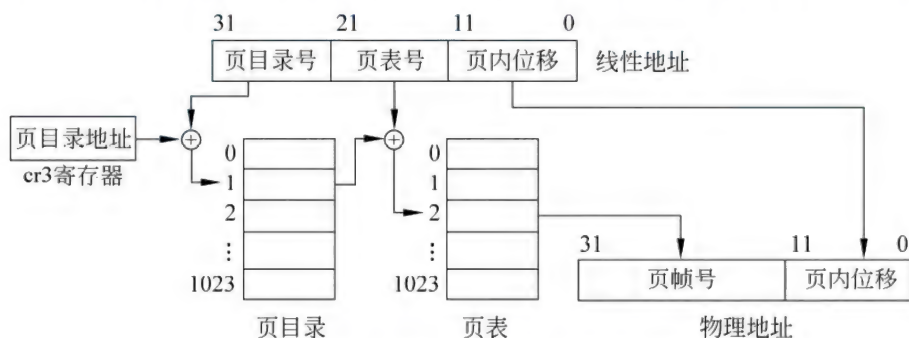 31 21 11 0
页目录号 页表号 页内位移 线性地址
页目录地址
cr3寄存器
0 0
1 1
2 2
⋮ ⋮
1023 1023
31 11 0
页帧号 页内位移
页目录 页表 物理地址